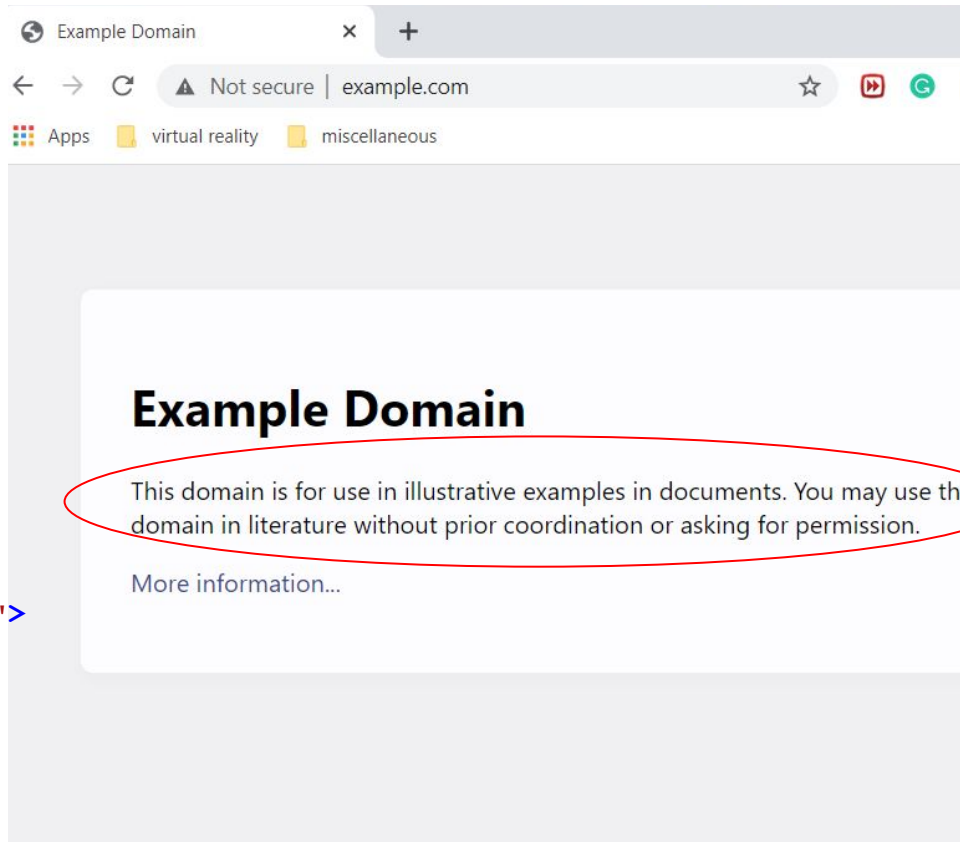 Example Domain
Not secure | example.com
G
Apps virtual reality miscellaneous
Example Domain
This domain is for use in illustrative examples in documents. You may use th
domain in literature without prior coordination or asking for permission.
More information...
">